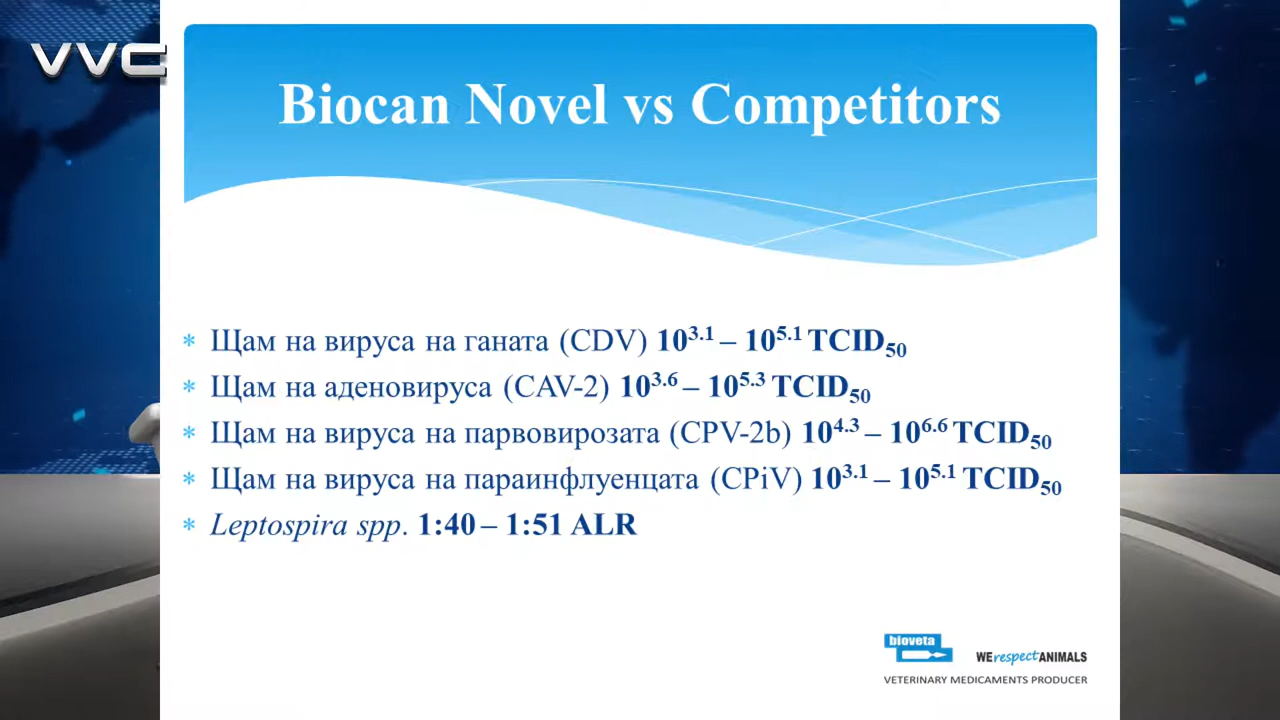 VVC
Biocan Novel vs Competitors
* Щам на вируса на ганата (CDV) 10^3.1 – 10^5.1 TCID₅₀
* Щам на аденовируса (CAV-2) 10^3.6 – 10^5.3 TCID₅₀
* Щам на вируса на парвовирозата (CPV-2b) 10^4.3 – 10^6.6 TCID₅₀
* Щам на вируса на параинфлуенцата (CPiV) 10^3.1 – 10^5.1 TCID₅₀
* Leptospira spp. 1:40 – 1:51 ALR
bioveta
WE respect ANIMALS
VETERINARY MEDICAMENTS PRODUCER